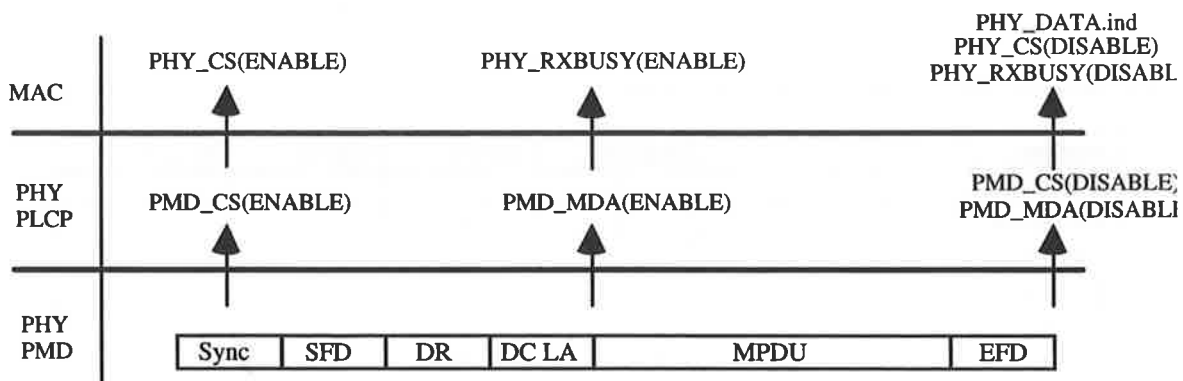 PHY_DATA.ind
PHY_CS(ENABLE) PHY_RXBUSY(ENABLE) PHY_CS(DISABLE)
PHY_RXBUSY(DISABL
MAC
PHY
PLCP
PMD_CS(ENABLE) PMD_MDA(ENABLE) PMD_CS(DISABLE)
PMD_MDA(DISABLE
PHY
PMD
Sync SFD DR DC LA MPDU EFD